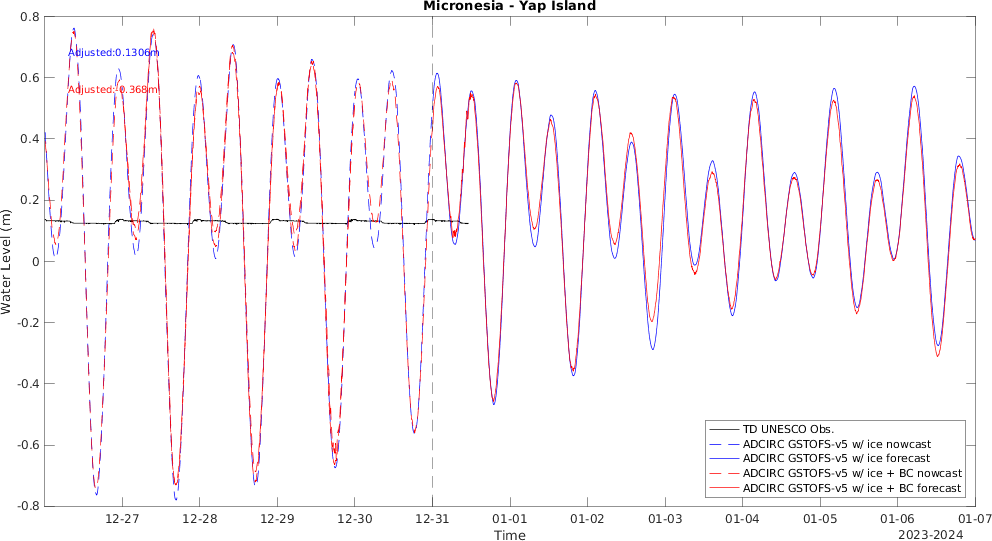 Micronesia - Yap Island
0.8
0.6
0.4
0.2
0
-0.2
-0.4
-0.6
-0.8
Water Level (m)
Adjusted:0.1306m
Adjusted:-0.368m
TD UNESCO Obs.
ADCIRC GSTOFS-v5 w/ ice nowcast
ADCIRC GSTOFS-v5 w/ ice forecast
ADCIRC GSTOFS-v5 w/ ice + BC nowcast
ADCIRC GSTOFS-v5 w/ ice + BC forecast
12-27 12-28 12-29 12-30 12-31 01-01 01-02 01-03 01-04 01-05 01-06 01-07
Time
2023-2024